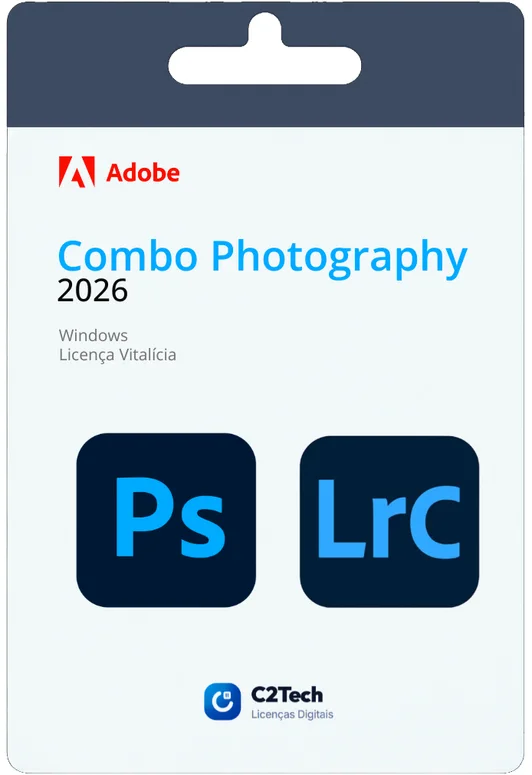 Adobe
Combo Photography
2026
Windows
Licença Vitalícia
Ps
LrC
C2Tech
Licenças Digitais